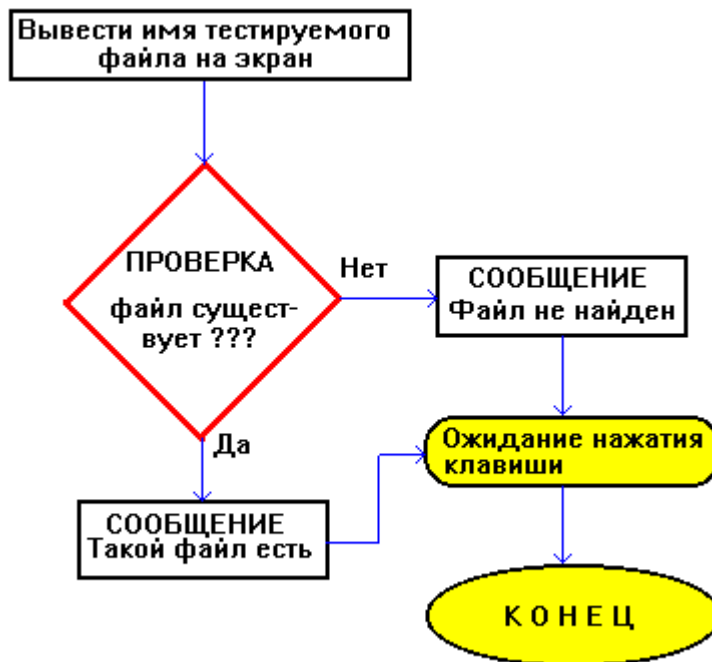 Вывести имя тестируемого
файла на экран
ПРОВЕРКА
файл сущест-
вует ???
Нет
СООБЩЕНИЕ
Файл не найден
Да
СООБЩЕНИЕ
Такой файл есть
Ожидание нажатия
клавиши
К О Н Е Ц